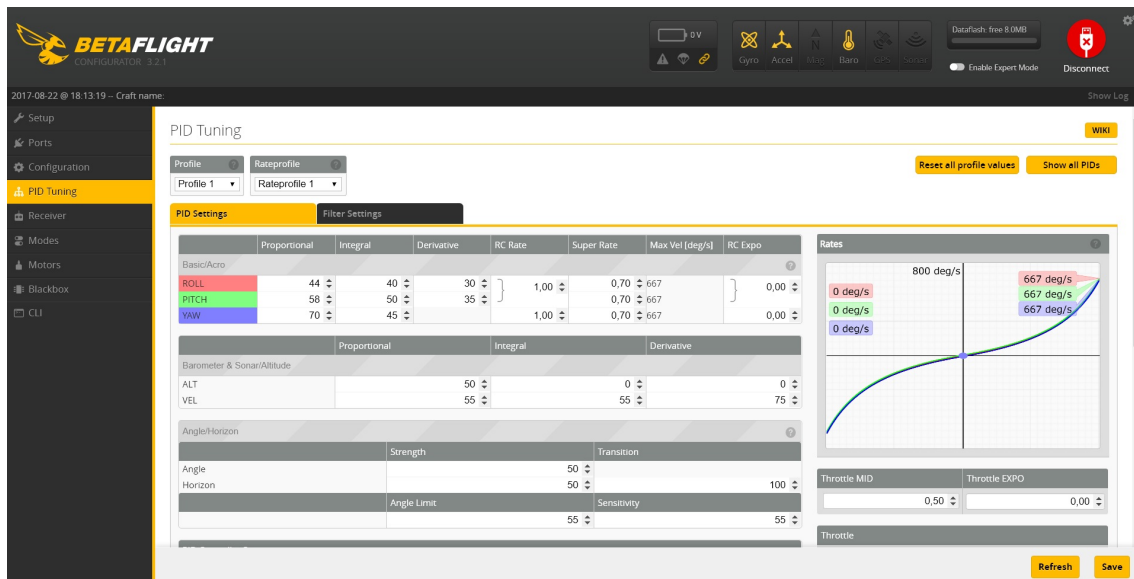 BETAFLIGHT
CONFIGURATOR 3.2.1
0 V
Gyro Accel Mag Baro GPS Sonar
Dataflash: free 8.0MB
Enable Expert Mode
Disconnect
2017-08-22 @ 18:13:19 -- Craft name:
Show Log
Setup
Ports
Configuration
PID Tuning
Receiver
Modes
Motors
Blackbox
CLI
PID Tuning
WIKI
Profile
Rateprofile
Profile 1
Rateprofile 1
Reset all profile values
Show all PIDs
PID Settings
Filter Settings
Proportional Integral Derivative RC Rate Super Rate Max Vel [deg/s] RC Expo
Basic/Acro
ROLL 44 40 30 1,00 0,70 667 0,00
PITCH 58 50 35 0,70 667
YAW 70 45 1,00 0,70 667 0,00
Proportional Integral Derivative
Barometer & Sonar/Altitude
ALT 50 0 0
VEL 55 55 75
Angle/Horizon
Strength Transition
Angle 50
Horizon 50 100
Angle Limit Sensitivity
55 55
Rates
800 deg/s
667 deg/s
667 deg/s
667 deg/s
0 deg/s
0 deg/s
0 deg/s
Throttle MID Throttle EXPO
0,50 0,00
Throttle
Refresh
Save